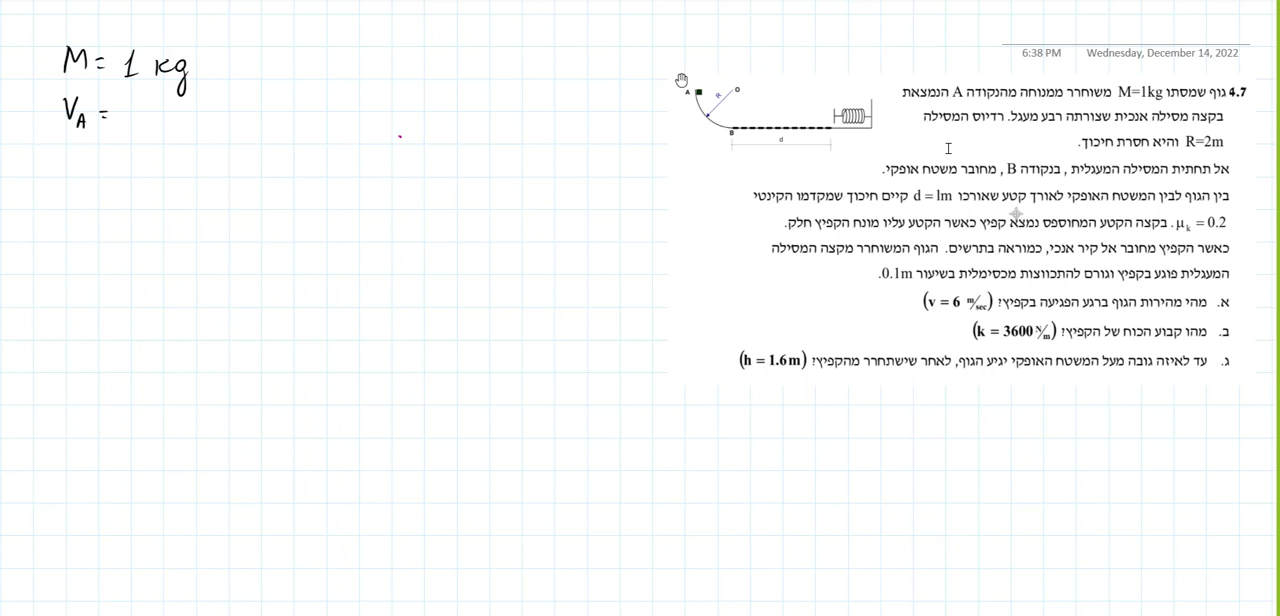 M = 1 kg
V_A =
6:38 PM Wednesday, December 14, 2022
4.7 גוף שמסתו M=1kg משוחרר ממנוחה מהנקודה A הנמצאת
בקצה מסילה אנכית שצורתה רבע מעגל. רדיוס המסילה
R=2m והיא חסרת חיכוך.
אל תחתית המסילה המעגלית, בנקודה B, מחובר משטח אופקי.
בין הגוף לבין המשטח האופקי לאורך קטע שאורכו d = lm קיים חיכוך שמקדמו הקינטי
μk = 0.2. בקצה הקטע המחוספס נמצא קפיץ כאשר הקטע עליו מונח הקפיץ חלק.
כאשר הקפיץ מחובר אל קיר אנכי, כמוראה בתרשים. הגוף המשוחרר מקצה המסילה
המעגלית פוגע בקפיץ וגורם להתכווצות מכסימלית בשיעור 0.1m.
א. מהי מהירות הגוף ברגע הפגיעה בקפיץ? (v = 6 m/sec)
ב. מהו קבוע הכוח של הקפיץ? (k = 3600 N/m)
ג. עד לאיזה גובה מעל המשטח האופקי יגיע הגוף, לאחר שישתחרר מהקפיץ? (h = 1.6m)
A
R
O
B
d